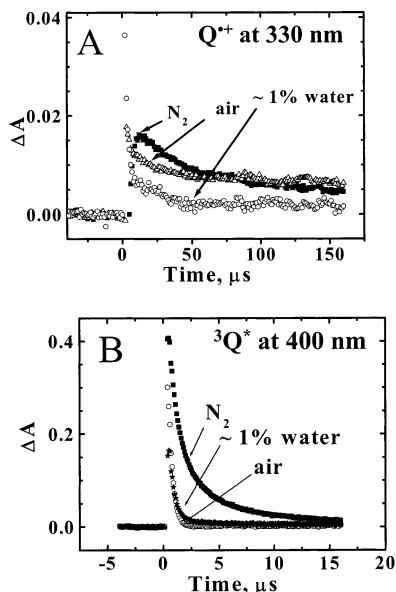 A
Q•+ at 330 nm
0.04
N2
air
~ 1% water
0.02
ΔA
0.00
0
50
100
150
Time, μs
B
3Q* at 400 nm
0.4
N2
~ 1% water
0.2
air
ΔA
0.0
-5
0
5
10
15
20
Time, μs